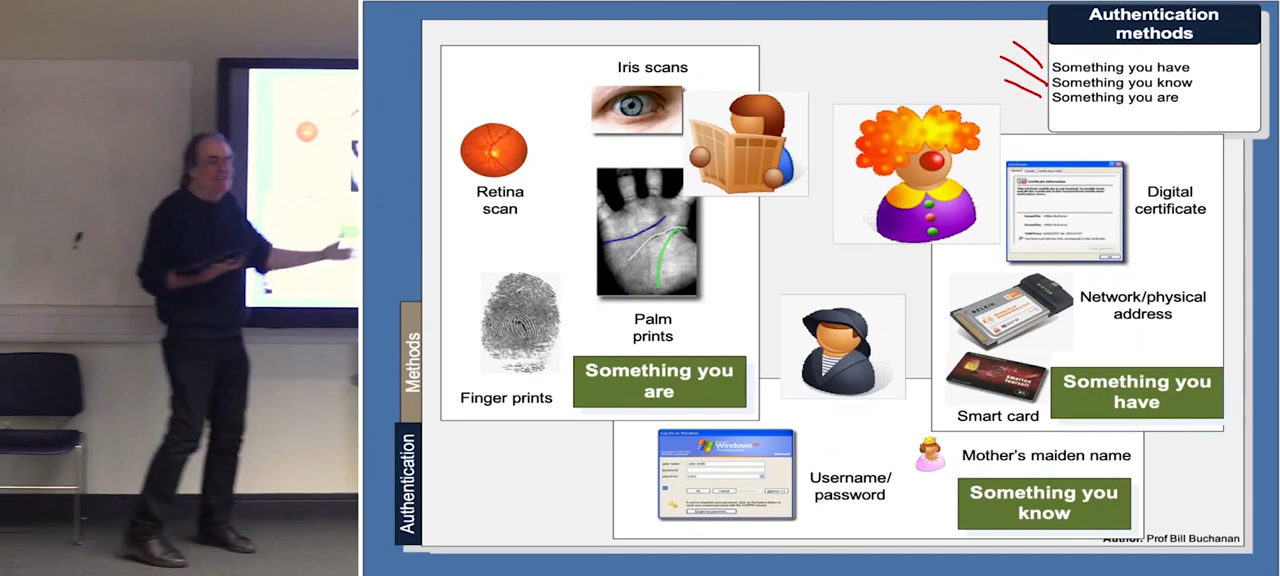 Authentication
methods
Something you have
Something you know
Something you are
Iris scans
Retina
scan
Palm
prints
Finger prints
Something you
are
Digital
certificate
Network/physical
address
Smart card
Something you
have
Mother's maiden name
Username/
password
Something you
know
Windows
BELKIN
Methods
Authentication
Author: Prof Bill Buchanan